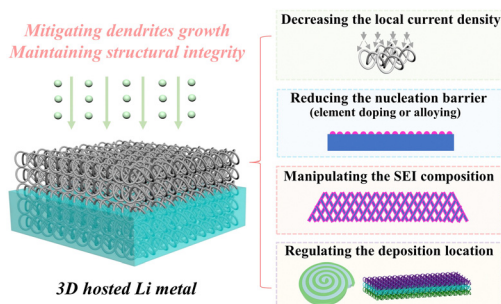 Mitigating dendrites growth
Maintaining structural integrity
3D hosted Li metal
Decreasing the local current density
Reducing the nucleation barrier
(element doping or alloying)
Manipulating the SEI composition
Regulating the deposition location